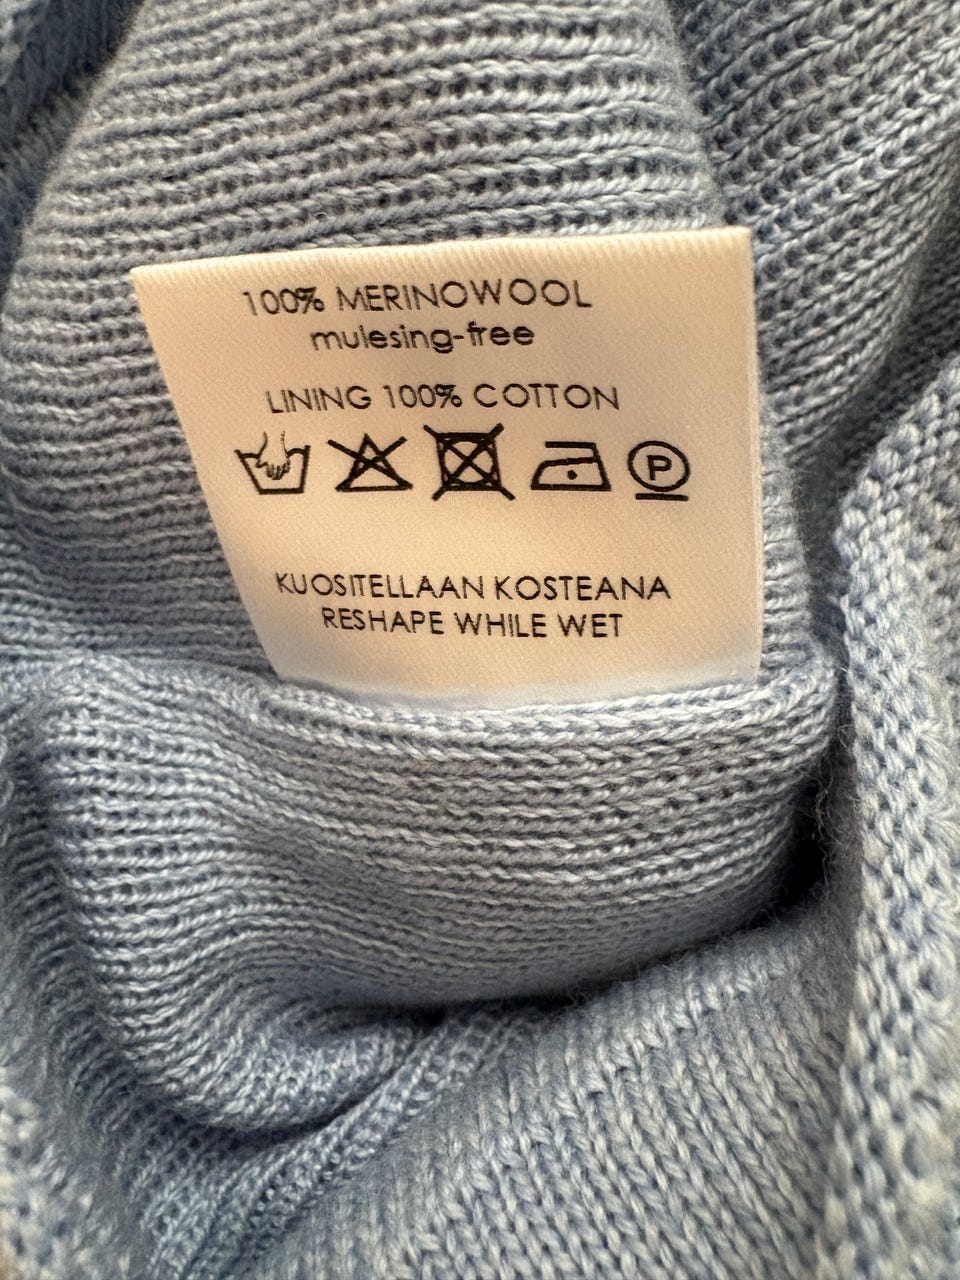 100% MERINOWOOL
mulesing-free
LINING 100% COTTON
P
KUOSITELLAAN KOSTEANA
RESHAPE WHILE WET